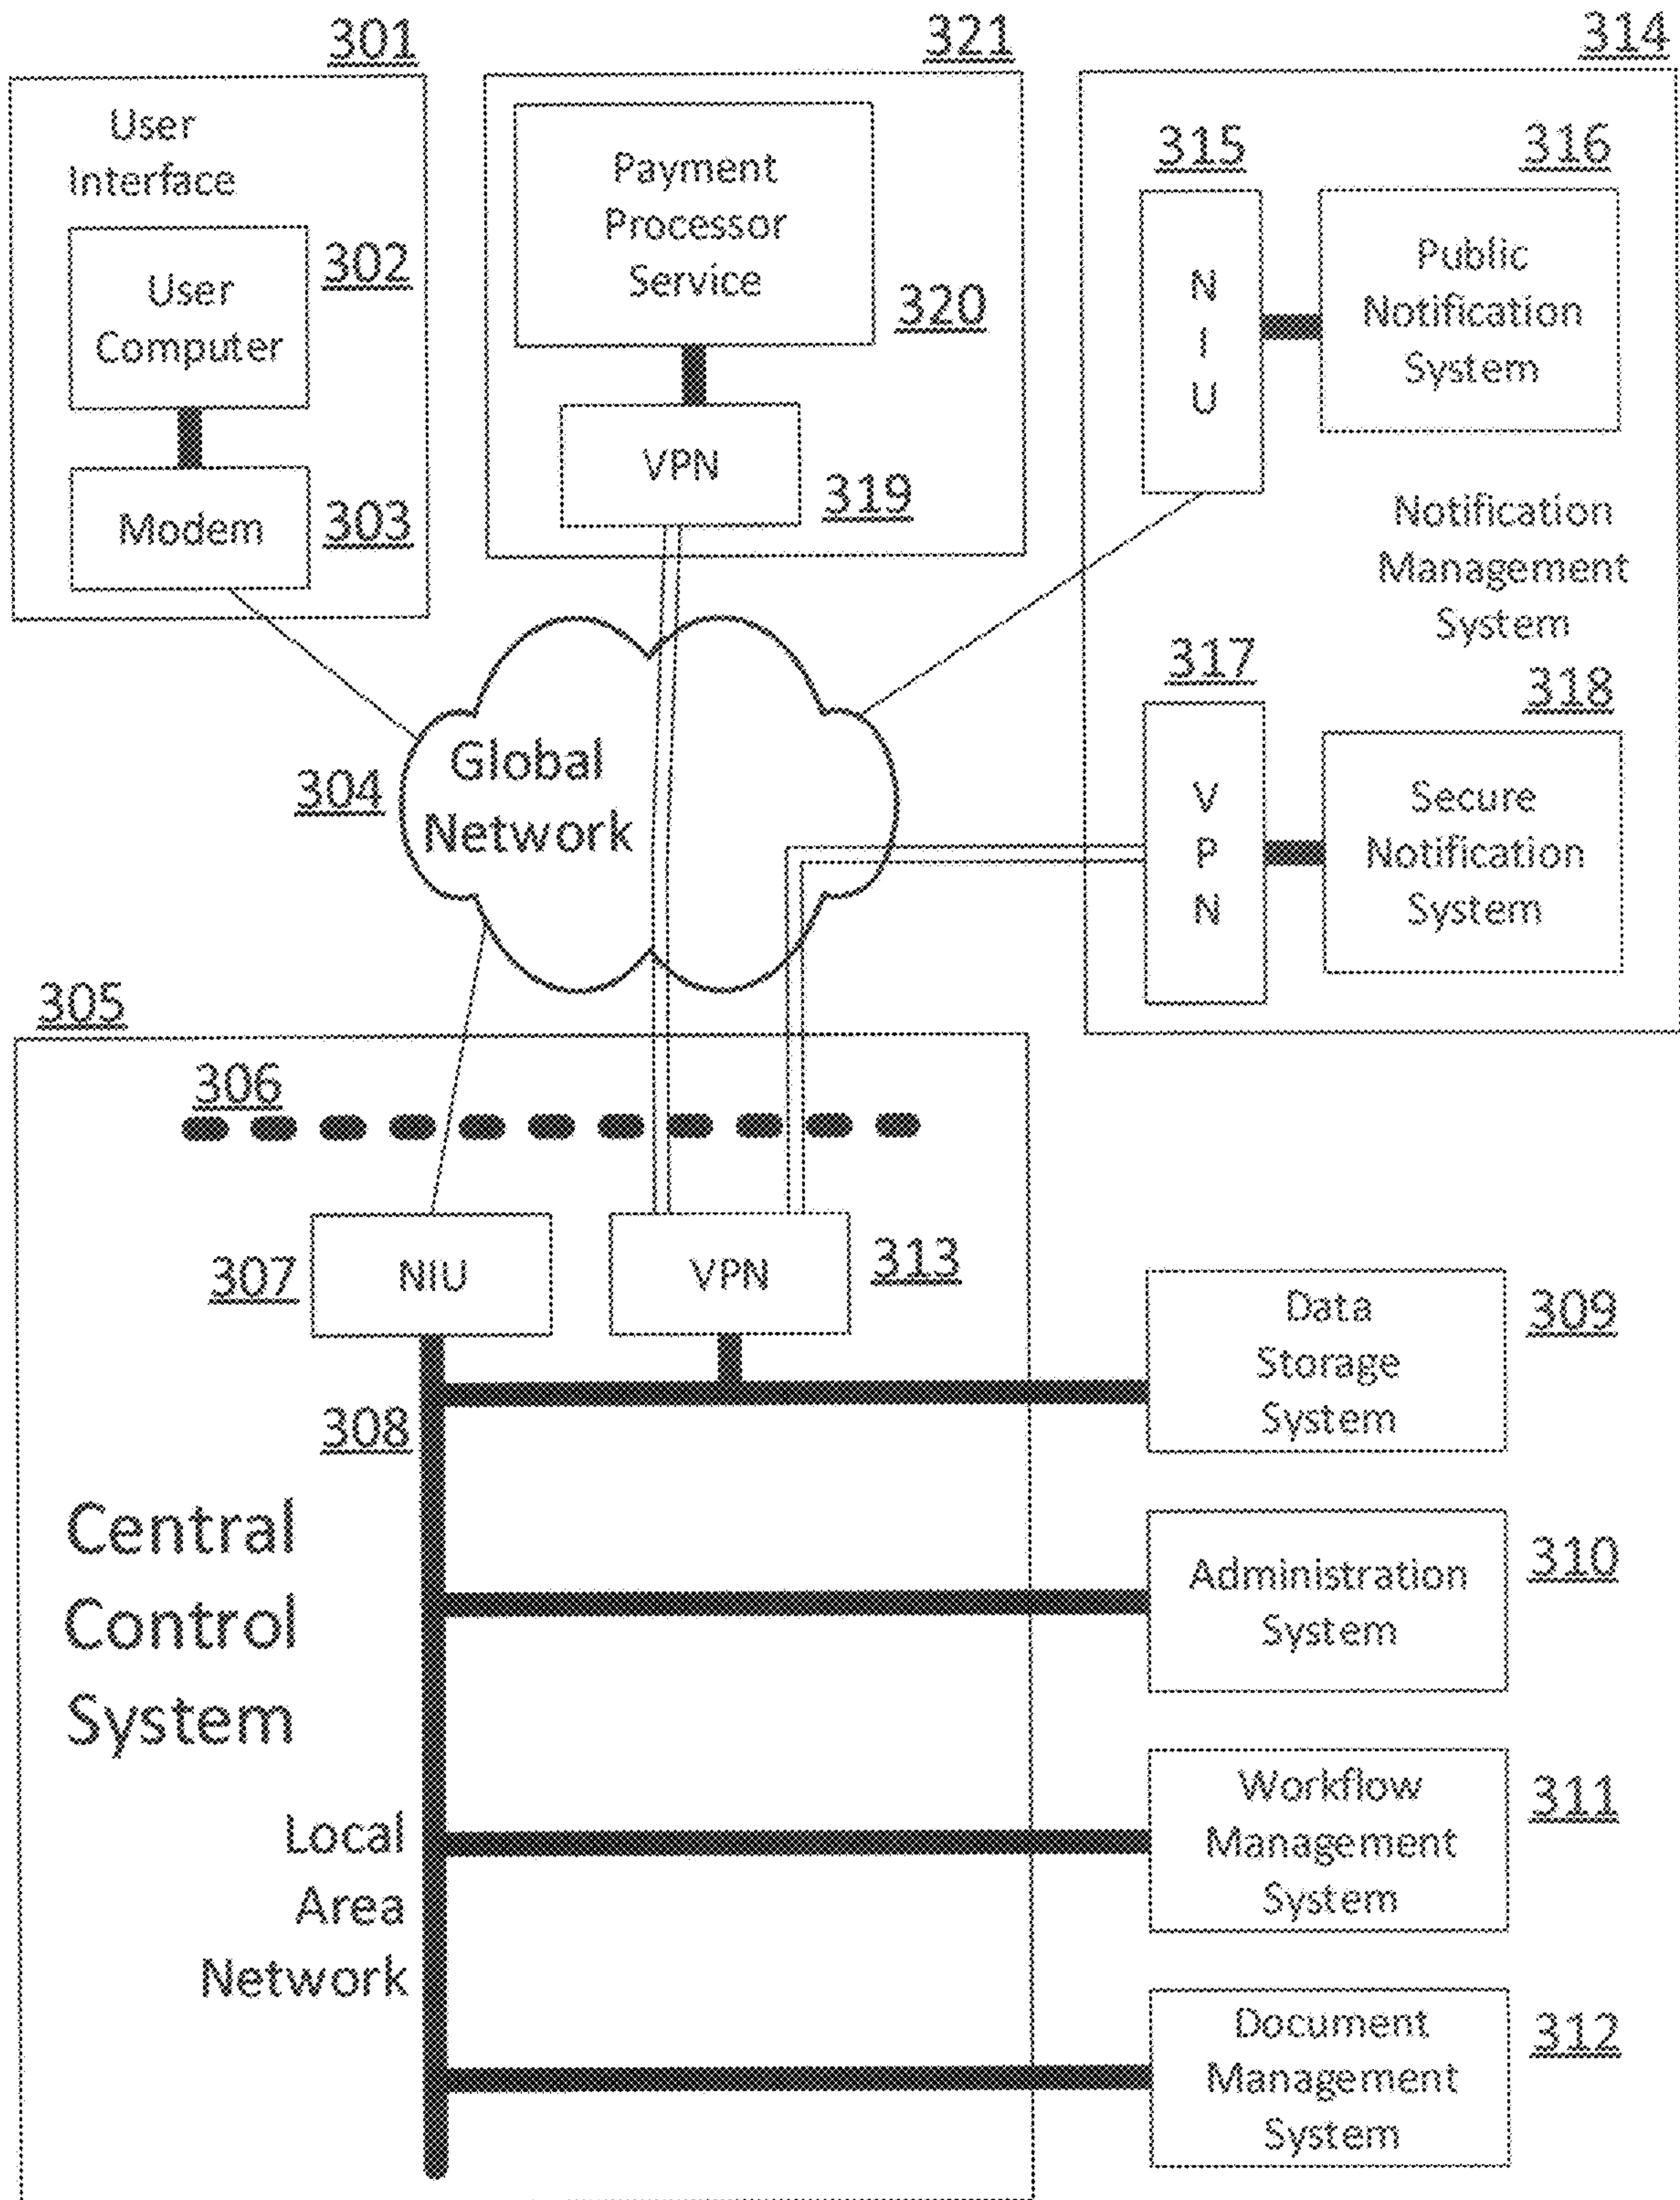 301
User
Interface
302
User
Computer
303
Modem
321
Payment
Processor
Service
320
VPN
319
314
315
N
I
U
316
Public
Notification
System
Notification
Management
System
317
V
P
N
318
Secure
Notification
System
304
Global
Network
305
306
307
NIU
VPN
313
308
Central
Control
System
Local
Area
Network
Data
Storage
System
309
Administration
System
310
Workflow
Management
System
311
Document
Management
System
312